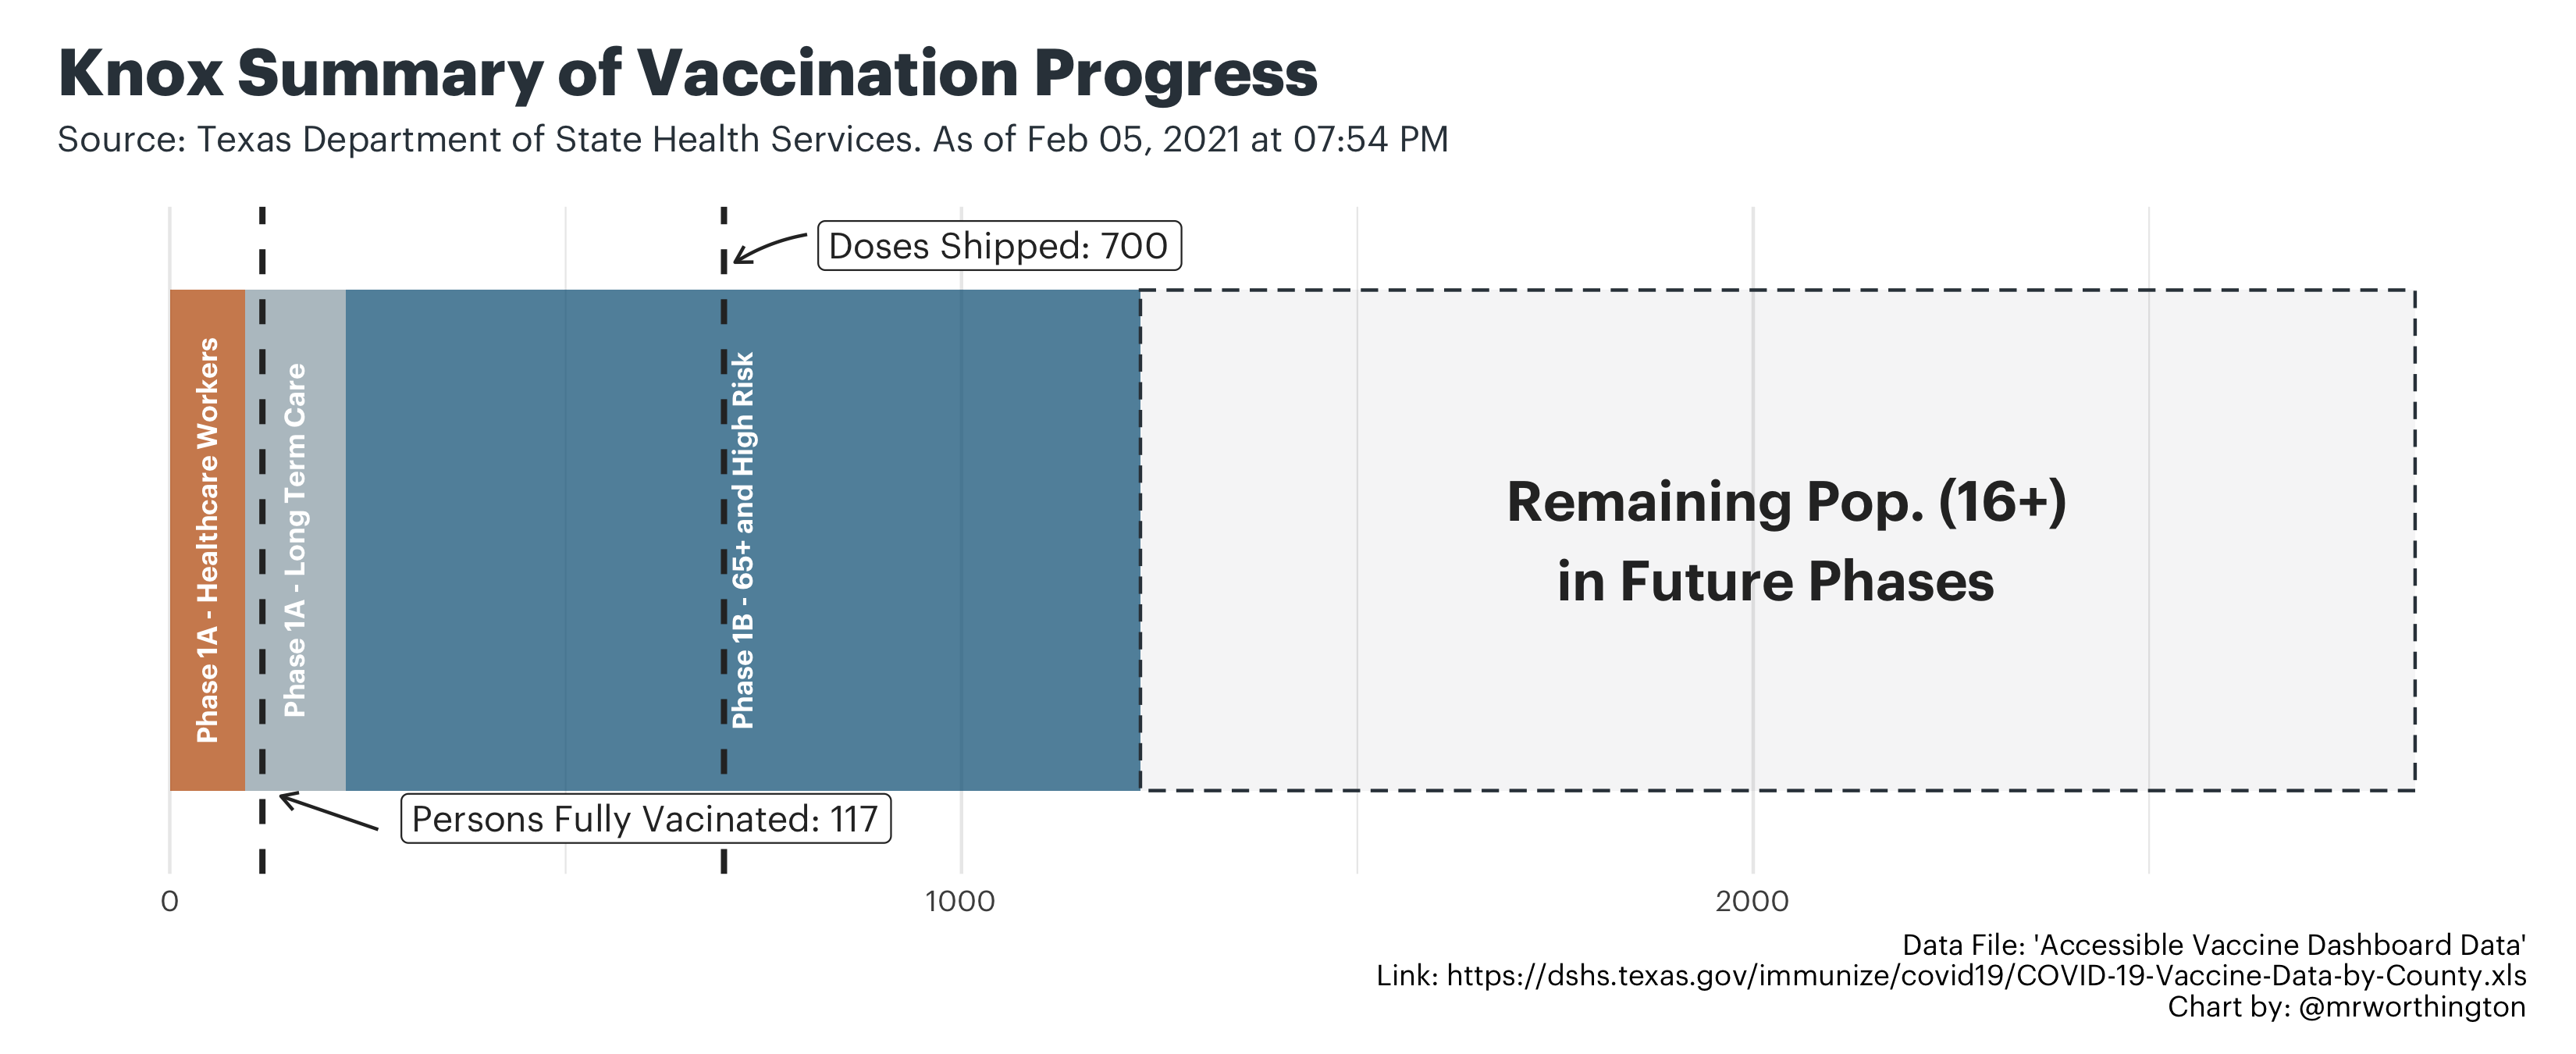 Knox Summary of Vaccination Progress
Source: Texas Department of State Health Services. As of Feb 05, 2021 at 07:54 PM
Doses Shipped: 700
Phase 1A - Healthcare Workers
Phase 1A - Long Term Care
Phase 1B - 65+ and High Risk
Remaining Pop. (16+)
in Future Phases
Persons Fully Vacinated: 117
0
1000
2000
Data File: 'Accessible Vaccine Dashboard Data'
Link: https://dshs.texas.gov/immunize/covid19/COVID-19-Vaccine-Data-by-County.xls
Chart by: @mrworthington